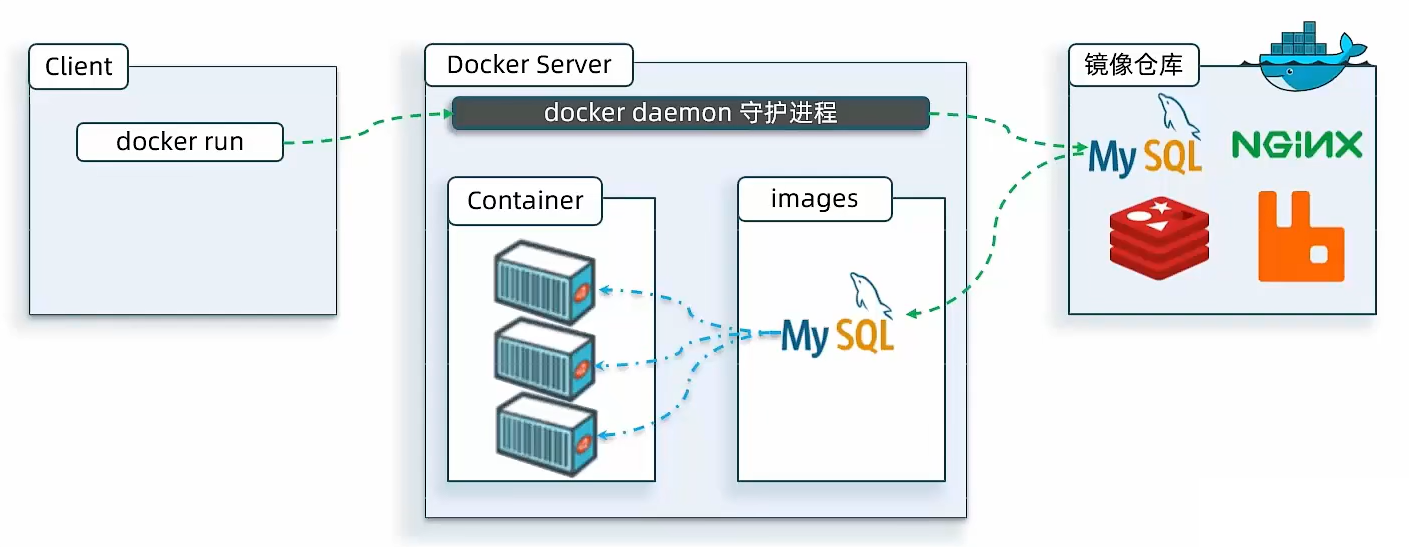 Client
docker run
Docker Server
docker daemon 守护进程
Container
images
MySQL
镜像仓库
MySQL
NGiNX